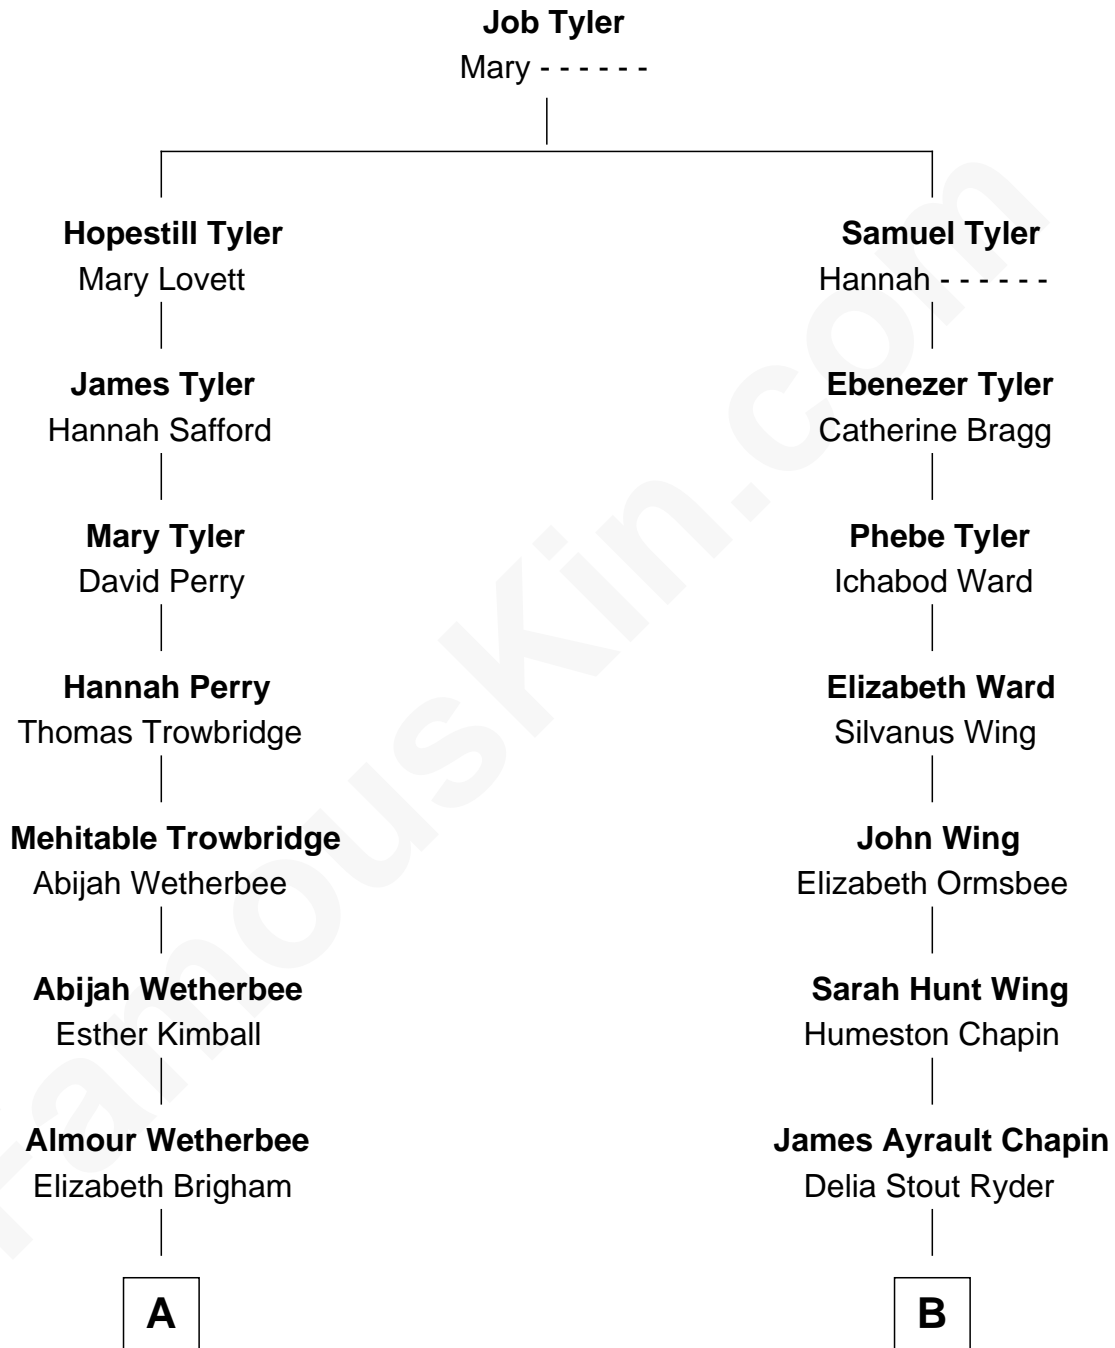 Job Tyler
Mary - - - - - -
Hopestill Tyler
Mary Lovett
James Tyler
Hannah Safford
Mary Tyler
David Perry
Hannah Perry
Thomas Trowbridge
Mehitable Trowbridge
Abijah Wetherbee
Abijah Wetherbee
Esther Kimball
Almour Wetherbee
Elizabeth Brigham
A
Samuel Tyler
Hannah - - - - - -
Ebenezer Tyler
Catherine Bragg
Phebe Tyler
Ichabod Ward
Elizabeth Ward
Silvanus Wing
John Wing
Elizabeth Ormsbee
Sarah Hunt Wing
Humeston Chapin
James Ayrault Chapin
Delia Stout Ryder
B
FamousKin.com